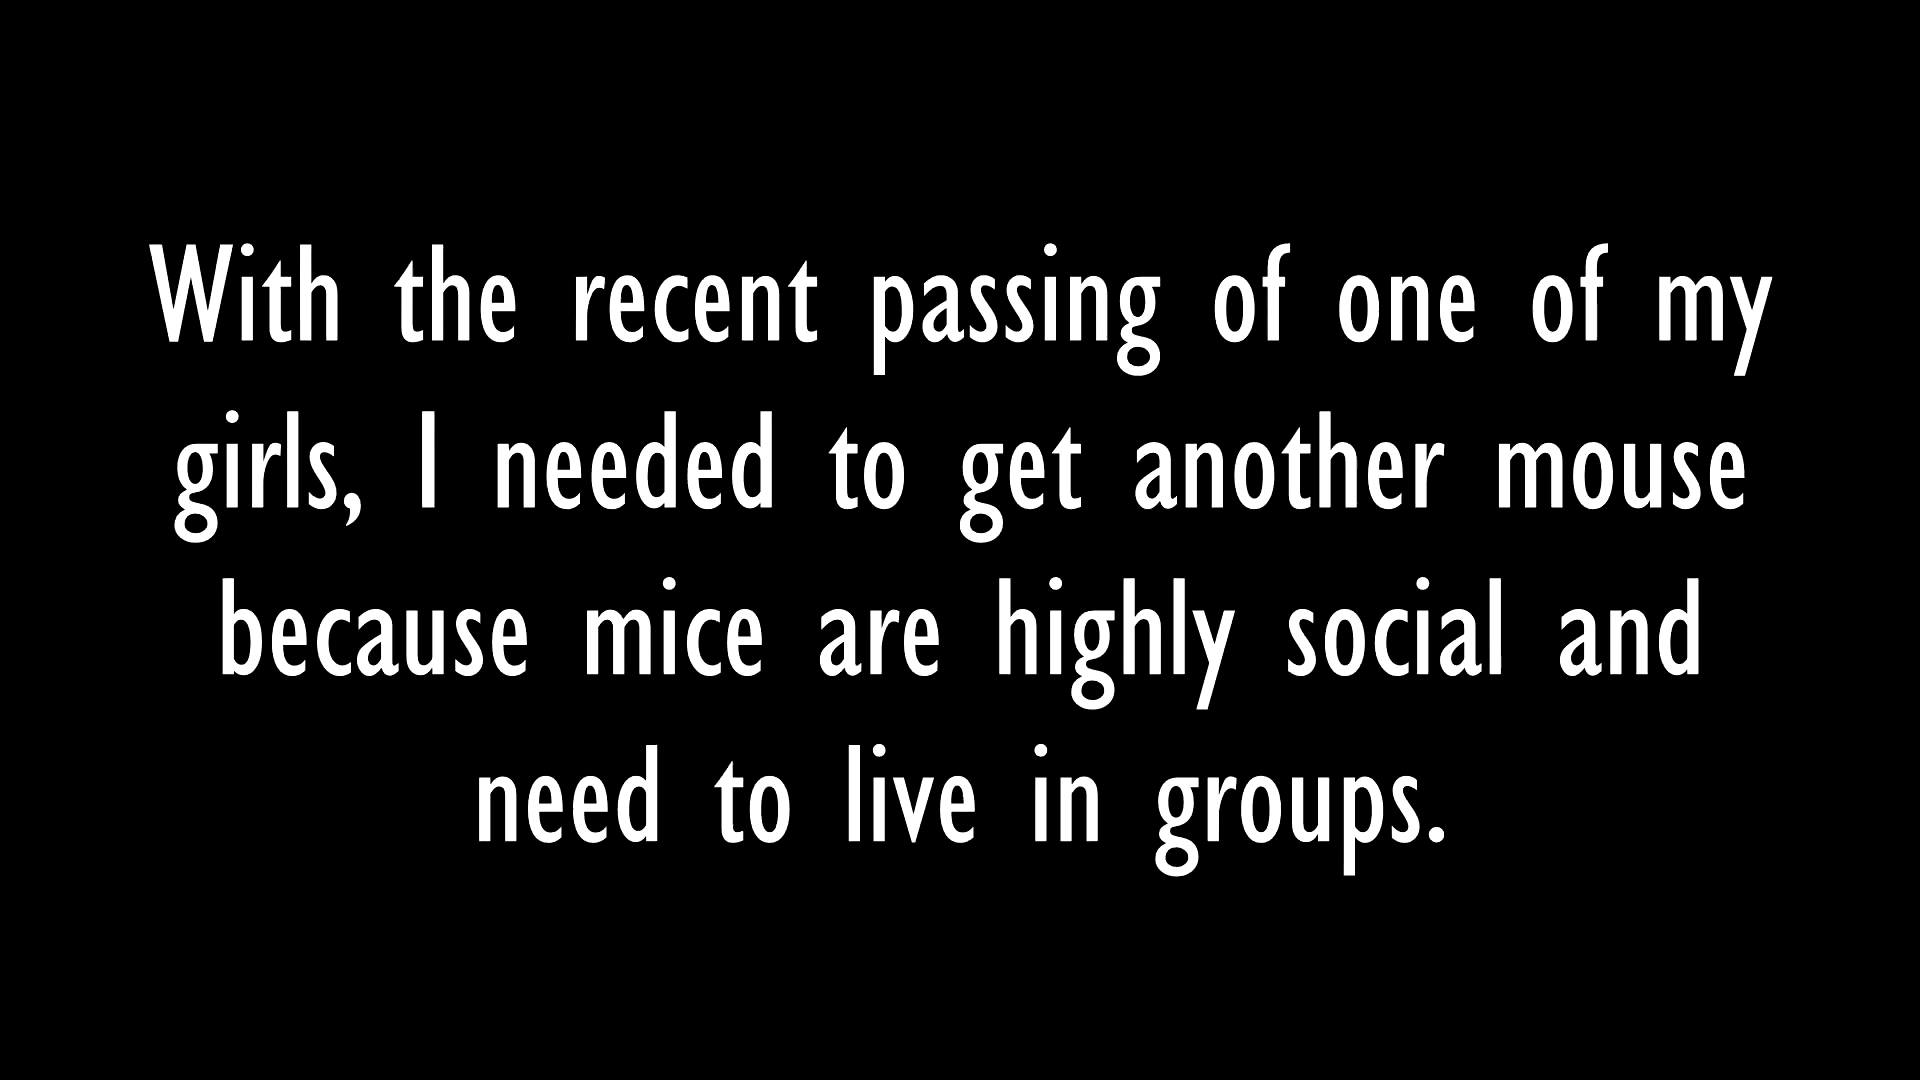 With the recent passing of one of my
girls, I needed to get another mouse
because mice are highly social and
need to live in groups.